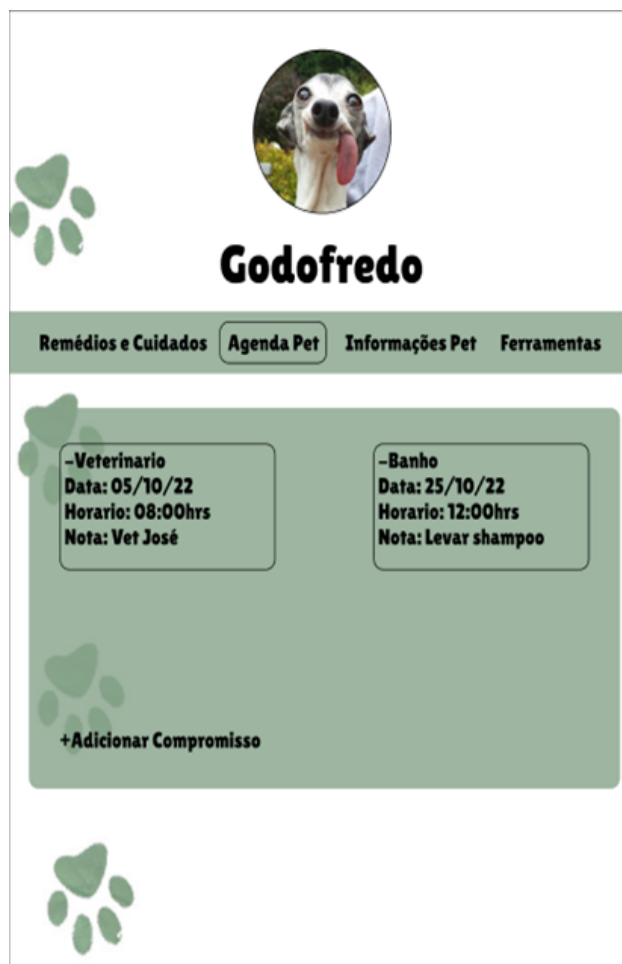 Godofredo
Remédios e Cuidados Agenda Pet Informações Pet Ferramentas
-Veterinario
Data: 05/10/22
Horario: 08:00hrs
Nota: Vet José
-Banho
Data: 25/10/22
Horario: 12:00hrs
Nota: Levar shampoo
+Adicionar Compromisso